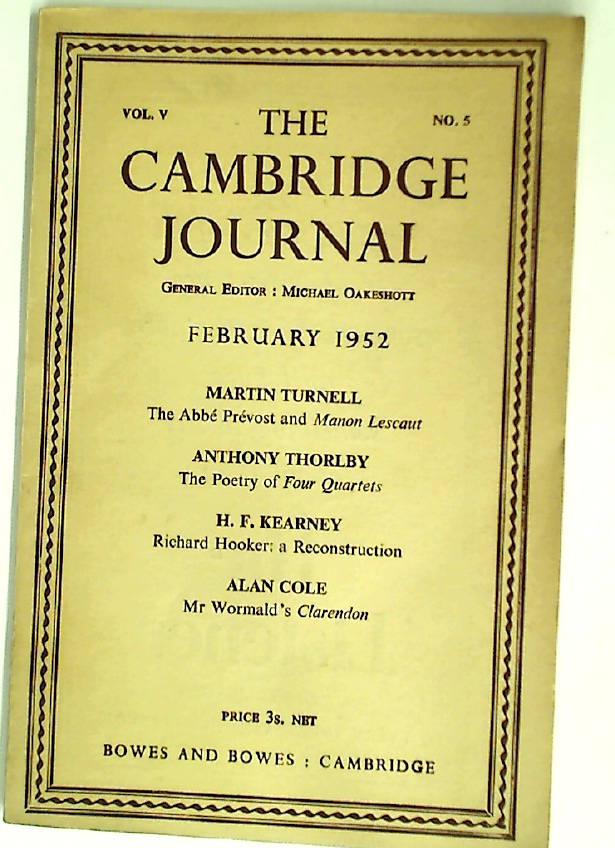 VOL. V
THE
NO. 5
CAMBRIDGE
JOURNAL
GENERAL EDITOR : MICHAEL OAKESHOTT
FEBRUARY 1952
MARTIN TURNELL
The Abbé Prévost and Manon Lescaut
ANTHONY THORLBY
The Poetry of Four Quartets
H. F. KEARNEY
Richard Hooker: a Reconstruction
ALAN COLE
Mr Wormald's Clarendon
PRICE 3s. NET
BOWES AND BOWES : CAMBRIDGE